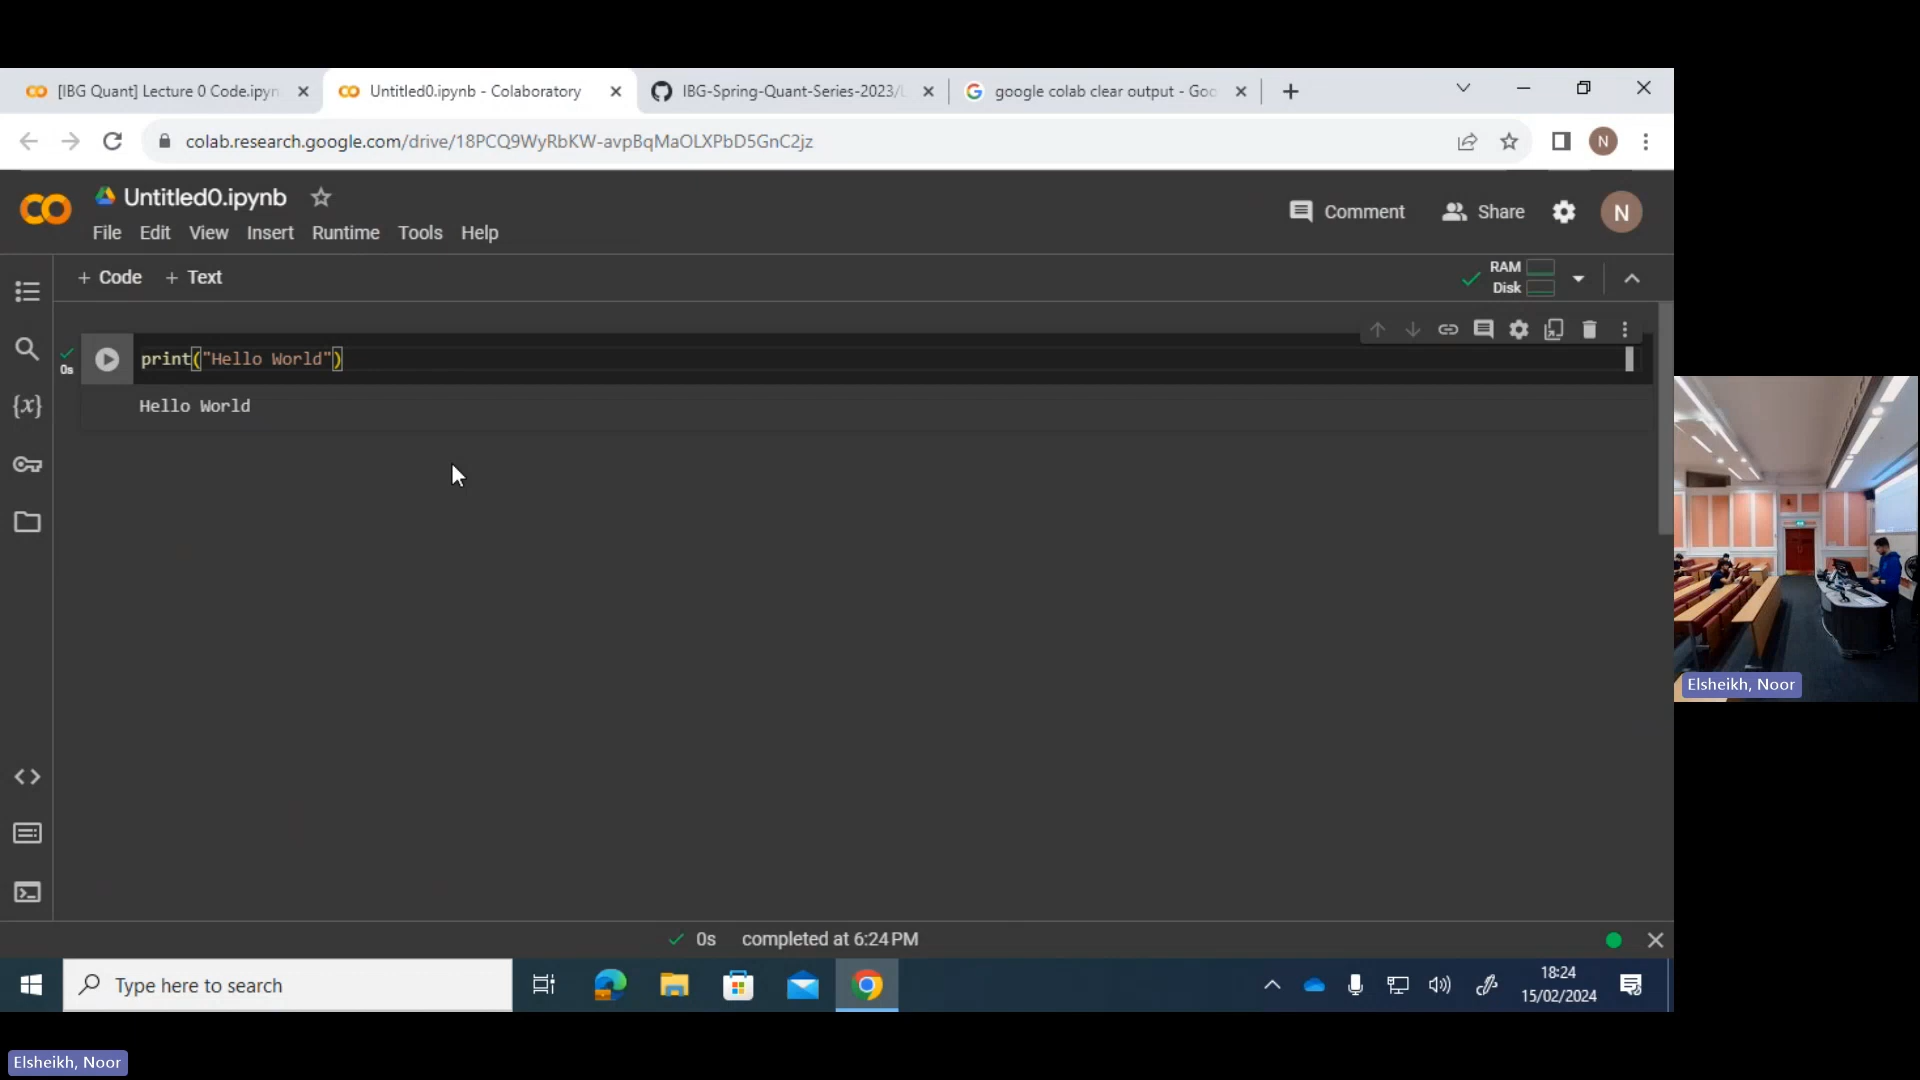 [IBG Quant] Lecture 0 Code.ipyn
Untitled0.ipynb - Colaboratory
IBG-Spring-Quant-Series-2023/L
google colab clear output - Goo
colab.research.google.com/drive/18PCQ9WyRbKW-avpBqMaOLXPbD5GnC2jz
N
CO
Untitled0.ipynb
Comment
Share
N
File Edit View Insert Runtime Tools Help
+ Code + Text
RAM
Disk
0s
print("Hello World")
Hello World
{x}
Elsheikh, Noor
0s completed at 6:24 PM
Type here to search
18:24
15/02/2024
Elsheikh, Noor